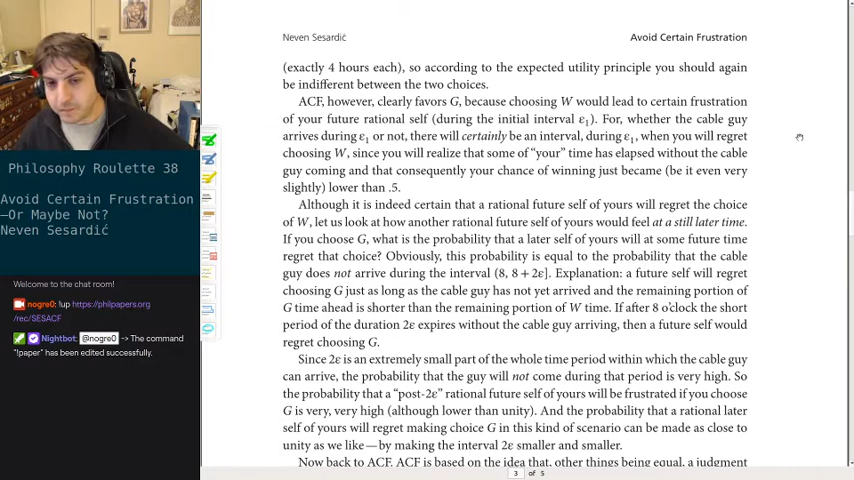 Neven Sesardić
Avoid Certain Frustration
(exactly 4 hours each), so according to the expected utility principle you should again
be indifferent between the two choices.
ACF, however, clearly favors G, because choosing W would lead to certain frustration
of your future rational self (during the initial interval ε₁). For, whether the cable guy
arrives during ε₁ or not, there will certainly be an interval, during ε₁, when you will regret
choosing W, since you will realize that some of “your” time has elapsed without the cable
guy coming and that consequently your chance of winning just became (be it even very
slightly) lower than .5.
Although it is indeed certain that a rational future self of yours will regret the choice
of W, let us look at how another rational future self of yours would feel at a still later time.
If you choose G, what is the probability that a later self of yours will at some future time
regret that choice? Obviously, this probability is equal to the probability that the cable
guy does not arrive during the interval (8, 8 + 2ε]. Explanation: a future self will regret
choosing G just as long as the cable guy has not yet arrived and the remaining portion of
G time ahead is shorter than the remaining portion of W time. If after 8 o’clock the short
period of the duration 2ε expires without the cable guy arriving, then a future self would
regret choosing G.
Since 2ε is an extremely small part of the whole time period within which the cable guy
can arrive, the probability that the guy will not come during that period is very high. So
the probability that a “post-2ε” rational future self of yours will be frustrated if you choose
G is very, very high (although lower than unity). And the probability that a rational later
self of yours will regret making choice G in this kind of scenario can be made as close to
unity as we like—by making the interval 2ε smaller and smaller.
Now back to ACF. ACF is based on the idea that, other things being equal, a judgment
3 of 5
Philosophy Roulette 38
Avoid Certain Frustration
—Or Maybe Not?
Neven Sesardić
Welcome to the chat room!
nogre0: !up https://philpapers.org
/rec/SESACF
Nightbot: @nogre0 -> The command
"!paper" has been edited successfully.